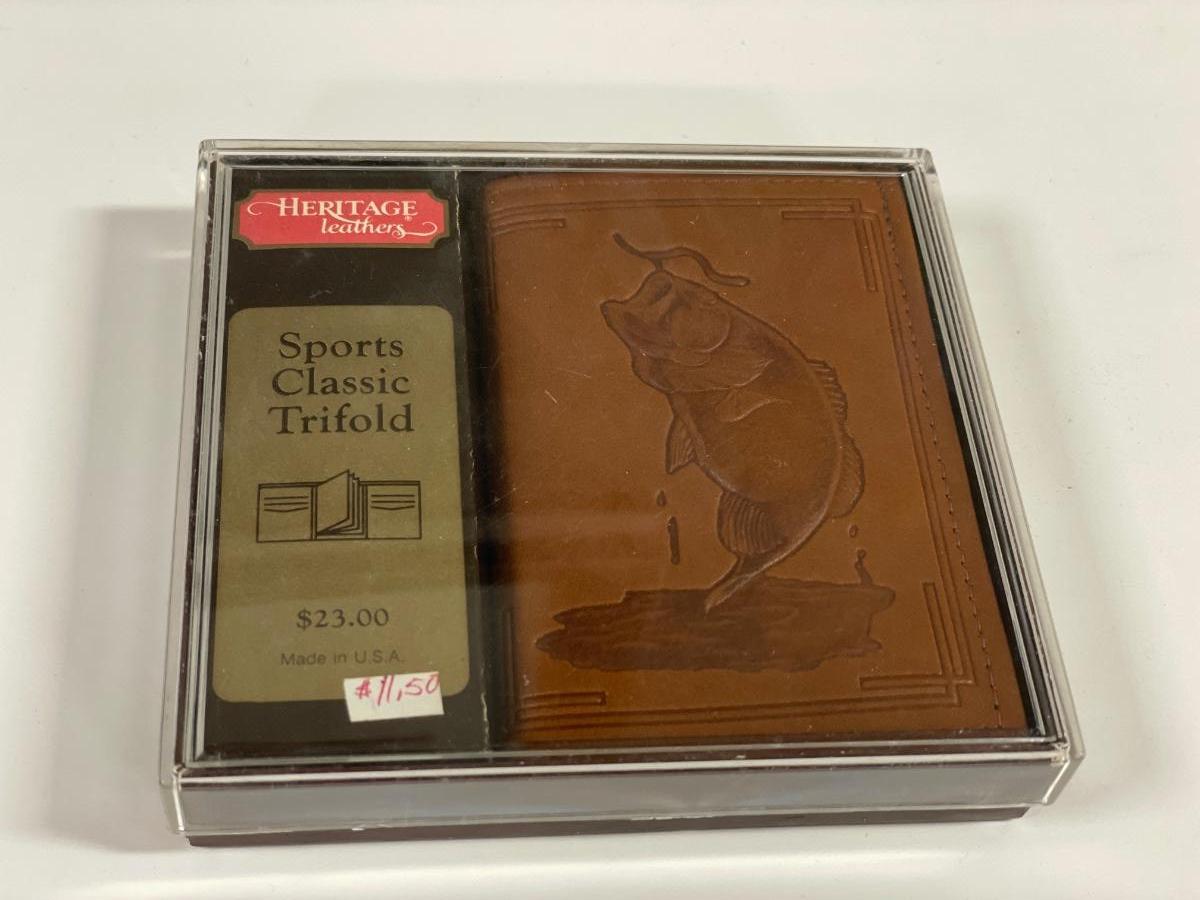 HERITAGE®
leathers
Sports
Classic
Trifold
$23.00
Made in U.S.A.
$11,50